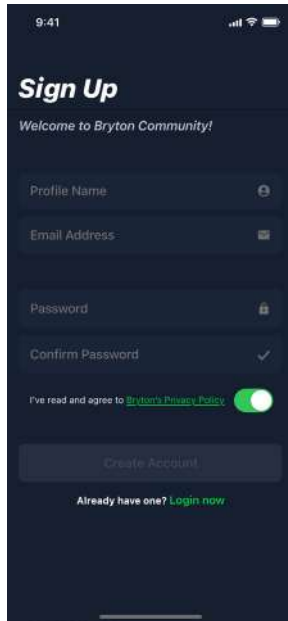 9:41
Sign Up
Welcome to Bryton Community!
Profile Name
Email Address
Password
Confirm Password
I've read and agree to Bryton's Privacy Policy
Create Account
Already have one? Login now